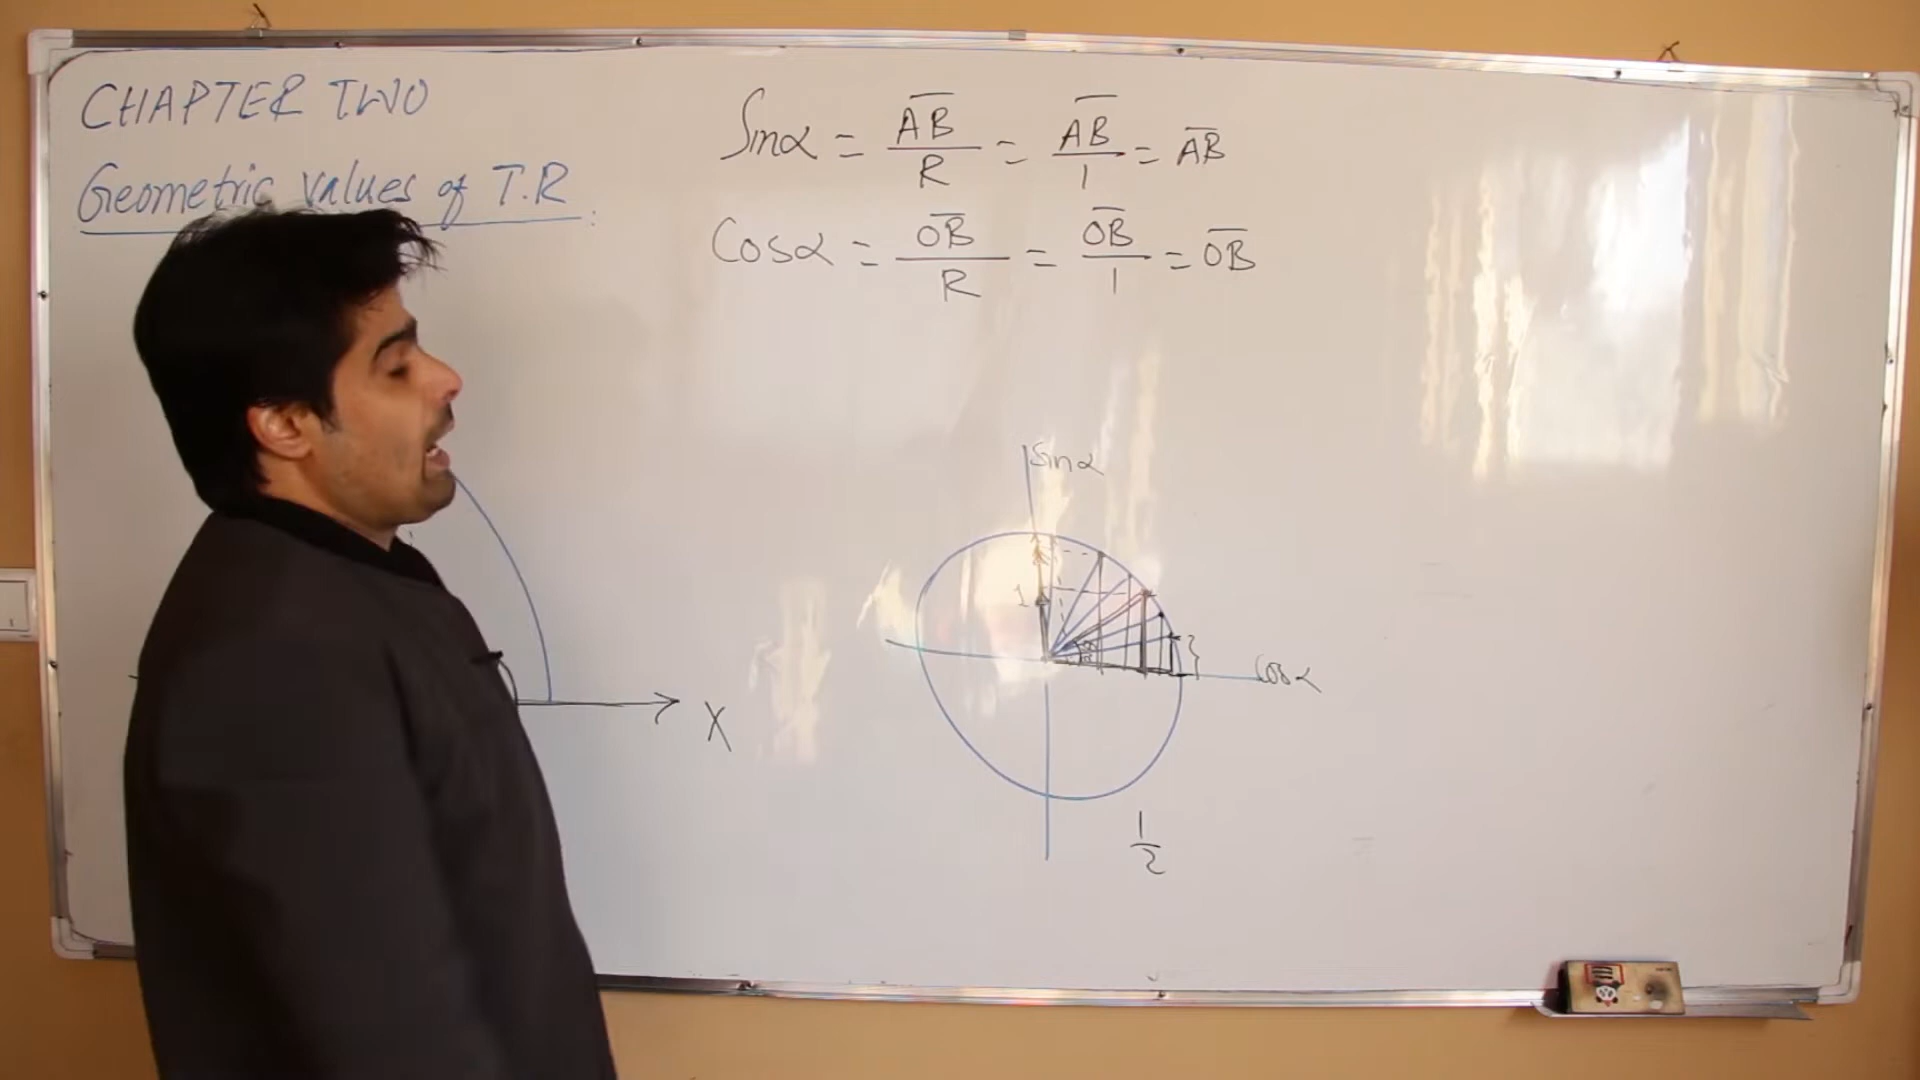 CHAPTER TWO
Geometric Values of T.R :
Sinα = AB̅/R = AB̅/1 = AB̅
Cosα = OB̅/R = OB̅/1 = OB̅
Sinα
1
Cosα
X
1/2